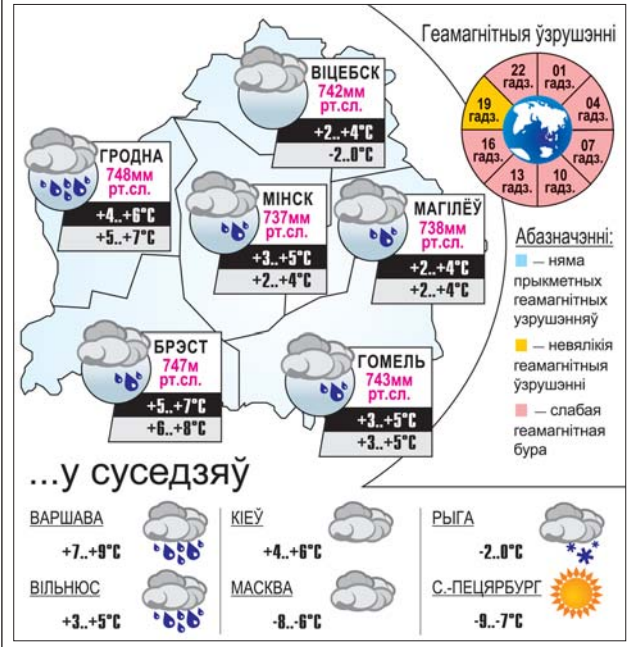 Геамагнітныя ўзрушэнні
22
гадз.
01
гадз.
19
гадз.
04
гадз.
16
гадз.
07
гадз.
13
гадз.
10
гадз.
ВІЦЕБСК
742мм
рт.сл.
+2..+4°C
-2..0°C
ГРОДНА
748мм
рт.сл.
+4..+6°C
+5..+7°C
МІНСК
737мм
рт.сл.
+3..+5°C
+2..+4°C
МАГІЛЁЎ
738мм
рт.сл.
+2..+4°C
+2..+4°C
БРЭСТ
747м
рт.сл.
+5..+7°C
+6..+8°C
ГОМЕЛЬ
743мм
рт.сл.
+3..+5°C
+3..+5°C
Абазначэнні:
— няма
прыкметных
геамагнітных
узрушэнняў
— невялікія
геамагнітныя
ўзрушэнні
— слабая
геамагнітная
бура
...у суседзяў
ВАРШАВА
+7..+9°C
КІЕЎ
+4..+6°C
РЫГА
-2..0°C
ВІЛЬНЮС
+3..+5°C
МАСКВА
-8..-6°C
С.-ПЕЦЯРБУРГ
-9..-7°C